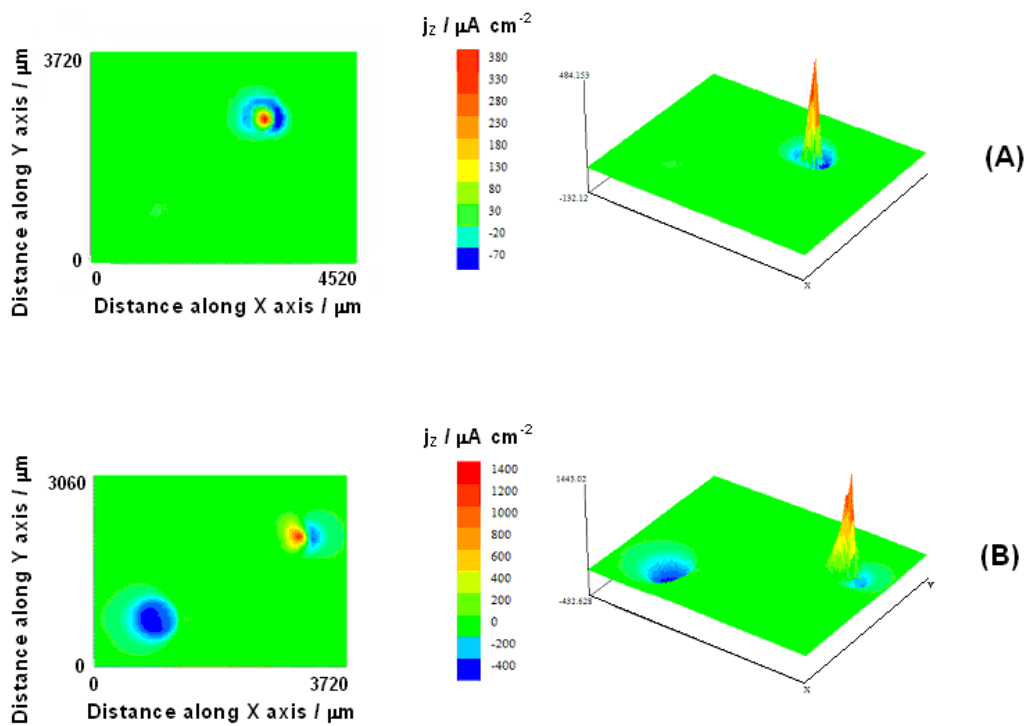 3720
0
0
4520
Distance along X axis / µm
Distance along Y axis / µm
jz / µA cm-2
380
330
280
230
180
130
80
30
-20
-70
484.153
-132.12
X
(A)
3060
0
0
3720
Distance along X axis / µm
Distance along Y axis / µm
jz / µA cm-2
1400
1200
1000
800
600
400
200
0
-200
-400
1443.02
-432.628
X
Y
(B)